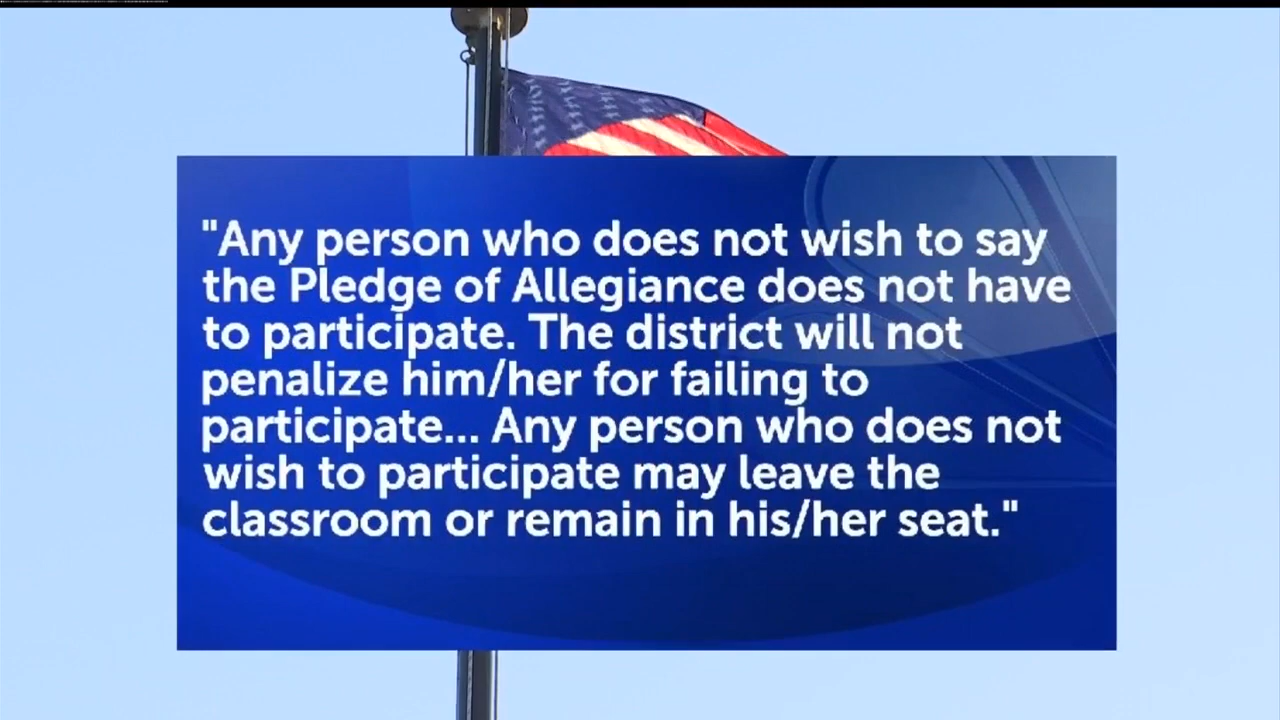 "Any person who does not wish to say
the Pledge of Allegiance does not have
to participate. The district will not
penalize him/her for failing to
participate... Any person who does not
wish to participate may leave the
classroom or remain in his/her seat."